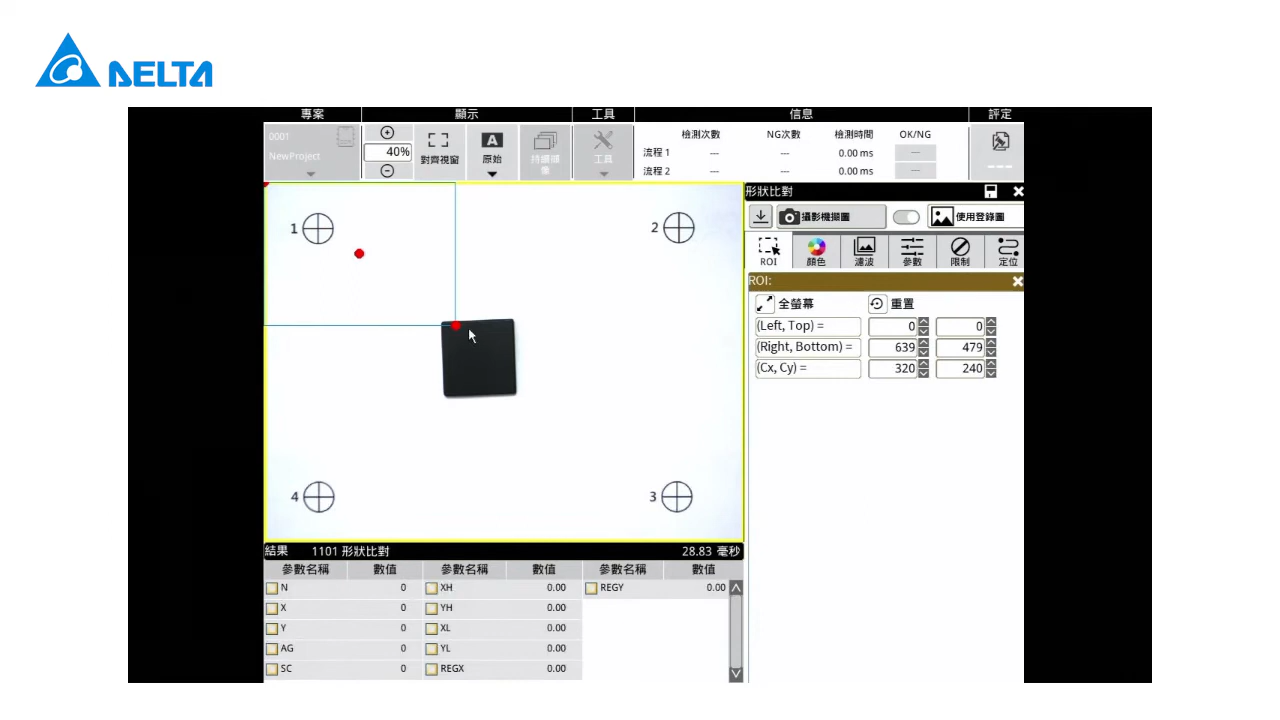 DELTA
專案 顯示 工具 信息 評定
0001
NewProject
40%
對齊視窗
A
原始
工具
檢測次數 NG次數 檢測時間 OK/NG
流程 1 --- --- 0.00 ms ---
流程 2 --- --- 0.00 ms ---
---
形狀比對
攝影機擷圖 使用登錄圖
ROI 顏色 濾波 參數 限制 定位
ROI:
全螢幕 重置
(Left, Top) = 0 0
(Right, Bottom) = 639 479
(Cx, Cy) = 320 240
1 2
4 3
結果 1101 形狀比對 28.83 毫秒
參數名稱 數值 參數名稱 數值 參數名稱 數值
N 0 XH 0.00 REGY 0.00
X 0 YH 0.00
Y 0 XL 0.00
AG 0 YL 0.00
SC 0 REGX 0.00